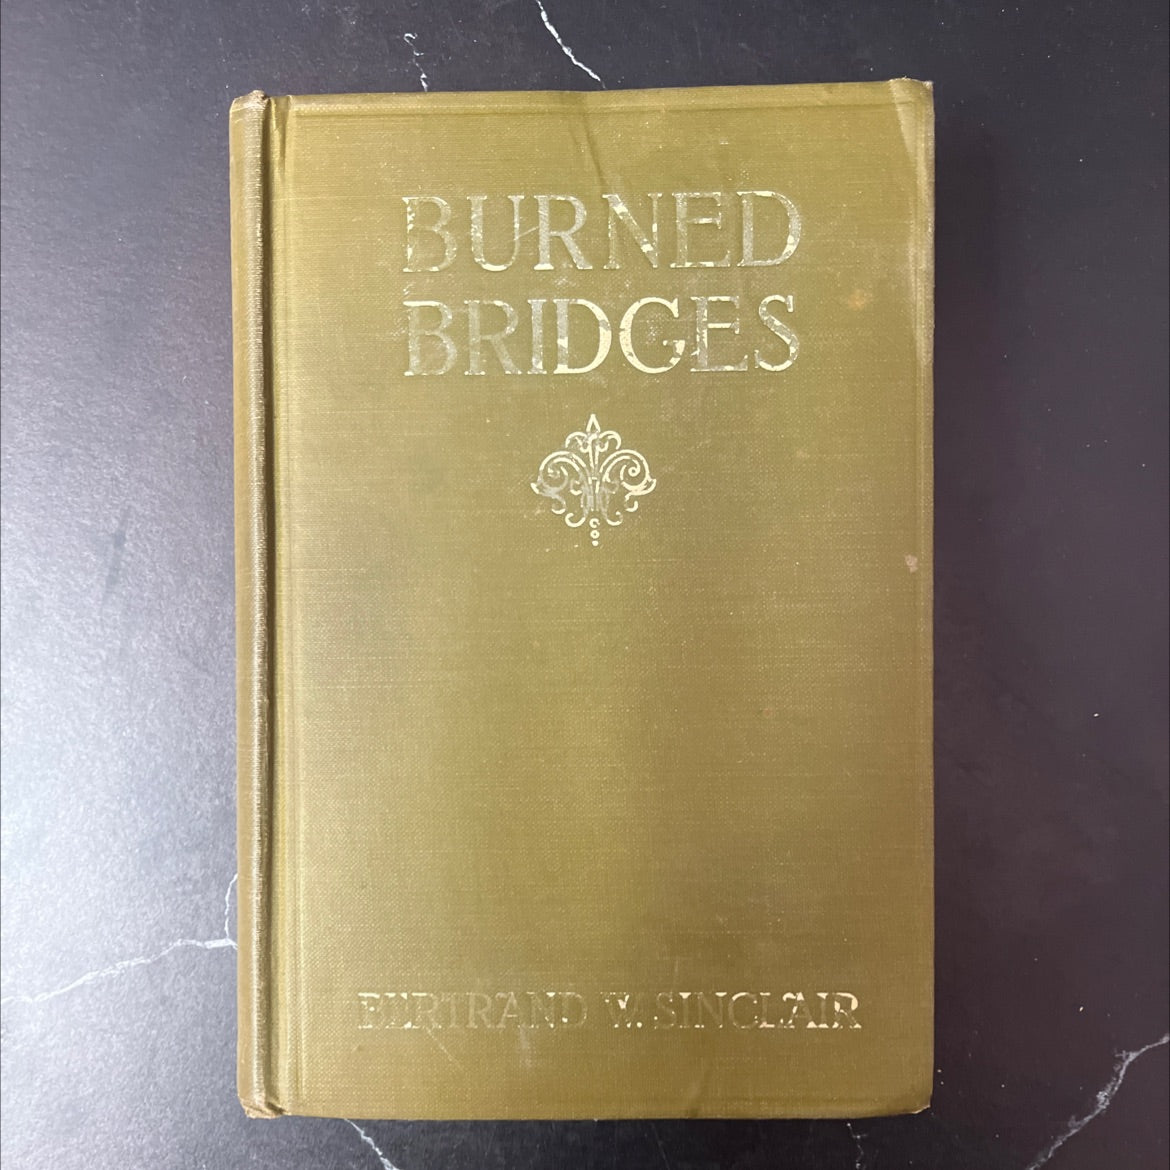 BURNED
BRIDGES
BERTRAND W. SINCLAIR